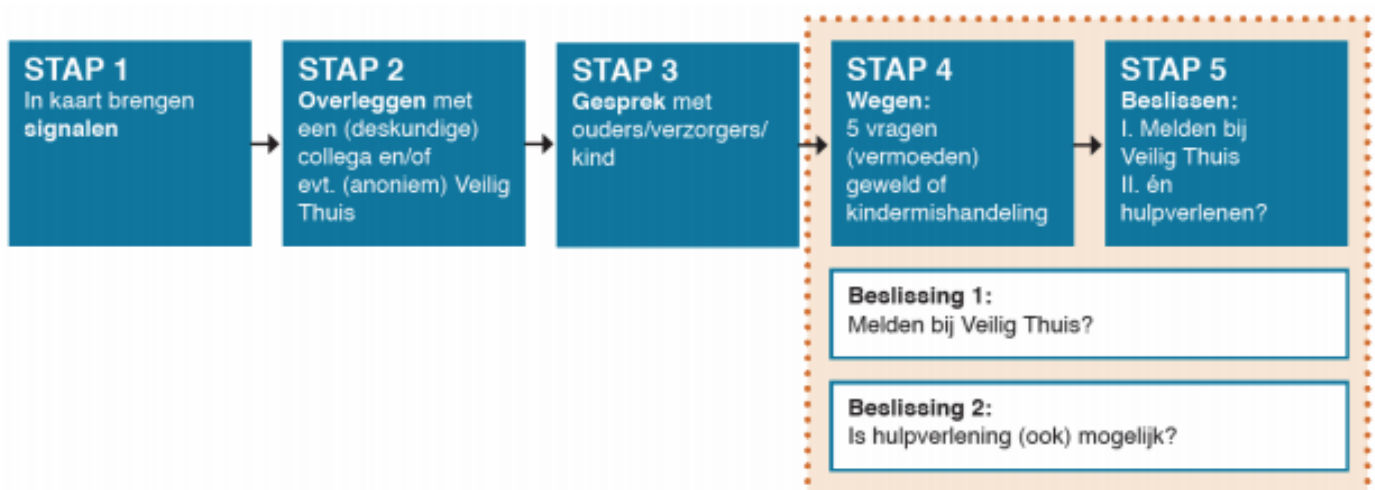 STAP 1
In kaart brengen
signalen
STAP 2
Overleggen met
een (deskundige)
collega en/of
evt. (anoniem) Veilig
Thuis
STAP 3
Gesprek met
ouders/verzorgers/
kind
STAP 4
Wegen:
5 vragen
(vermoeden)
geweld of
kindermishandeling
STAP 5
Beslissen:
I. Melden bij
Veilig Thuis
II. én
hulpverlenen?
Beslissing 1:
Melden bij Veilig Thuis?
Beslissing 2:
Is hulpverlening (ook) mogelijk?